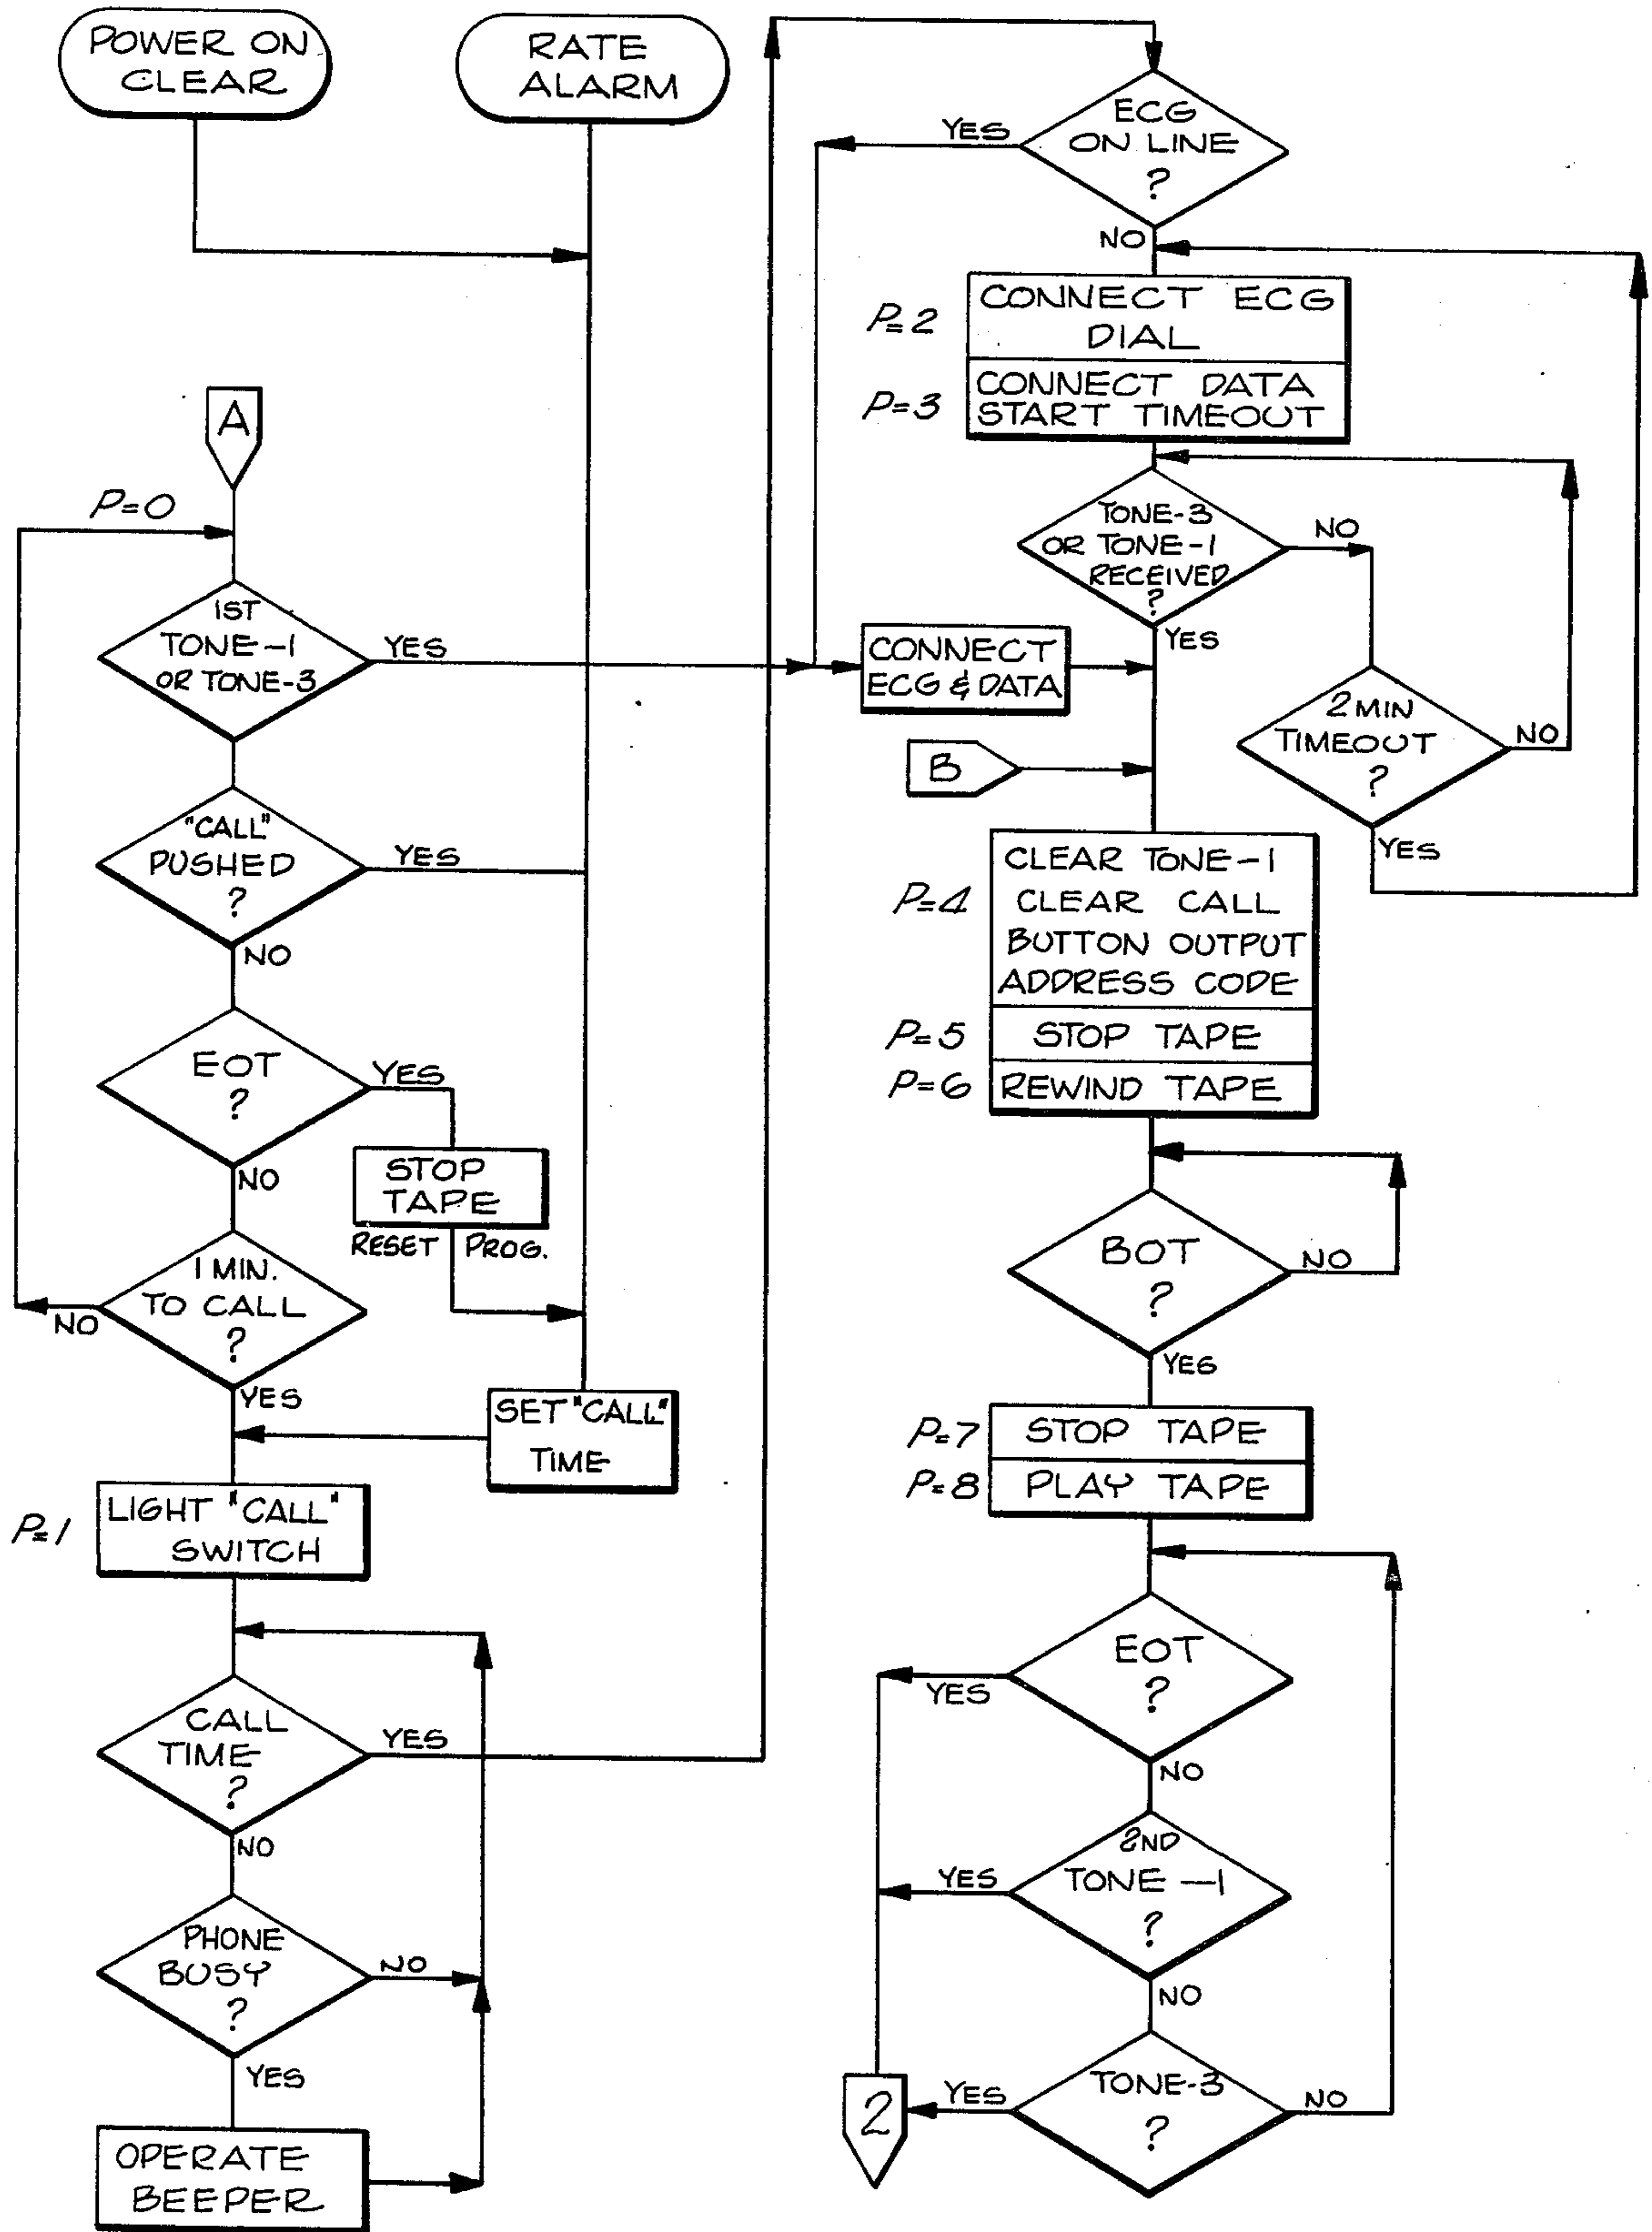 POWER ON
CLEAR
RATE
ALARM
A
P=0
1ST
TONE-1
OR TONE-3
YES
"CALL"
PUSHED
?
YES
NO
EOT
?
YES
NO
STOP
TAPE
RESET PROG.
1 MIN.
TO CALL
?
NO
YES
SET "CALL"
TIME
P=1
LIGHT "CALL"
SWITCH
CALL
TIME
?
YES
NO
PHONE
BUSY
?
NO
YES
OPERATE
BEEPER
ECG
ON LINE
?
YES
NO
P=2
CONNECT ECG
DIAL
P=3
CONNECT DATA
START TIMEOUT
TONE-3
OR TONE-1
RECEIVED
?
NO
YES
CONNECT
ECG & DATA
2 MIN
TIMEOUT
?
NO
YES
B
P=4
CLEAR TONE-1
CLEAR CALL
BUTTON OUTPUT
ADDRESS CODE
P=5
STOP TAPE
P=6
REWIND TAPE
BOT
?
NO
YES
P=7
STOP TAPE
P=8
PLAY TAPE
EOT
?
YES
NO
2ND
TONE-1
?
YES
NO
TONE-3
?
YES
NO
2